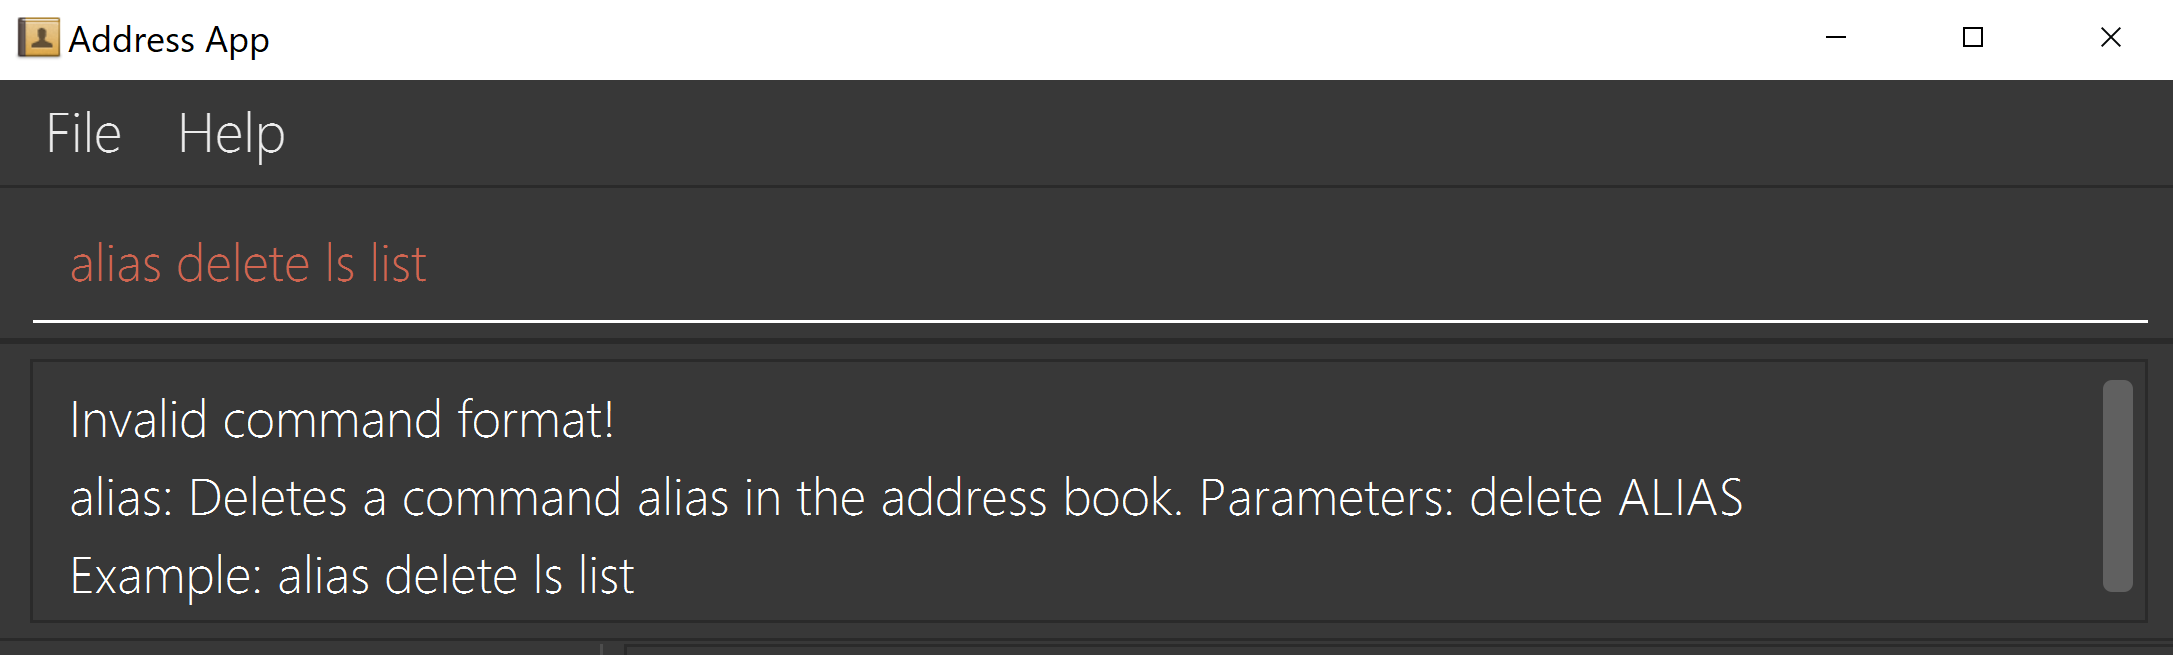 Address App
File Help
alias delete ls list
Invalid command format!
alias: Deletes a command alias in the address book. Parameters: delete ALIAS
Example: alias delete ls list